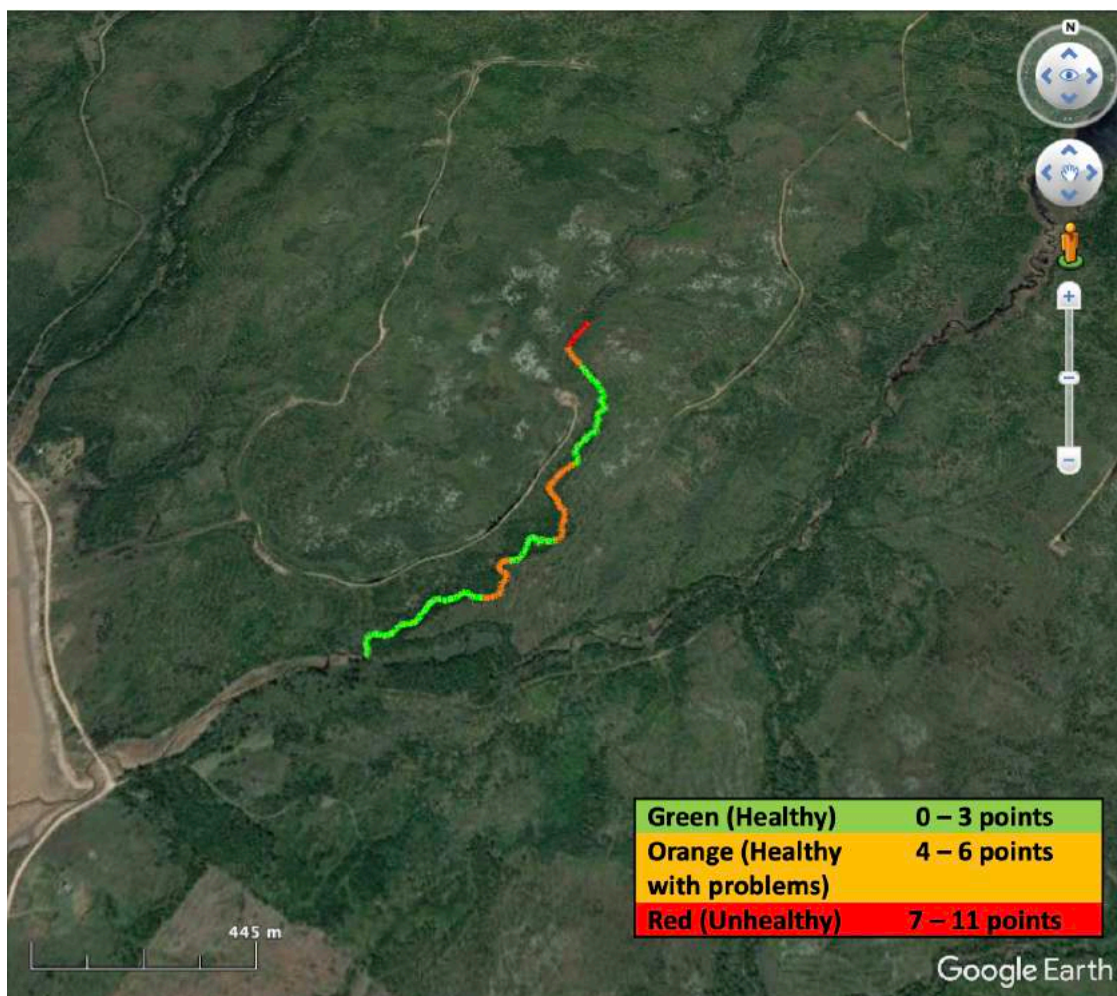 N
Green (Healthy) 0 – 3 points
Orange (Healthy 4 – 6 points
with problems)
Red (Unhealthy) 7 – 11 points
445 m
Google Earth